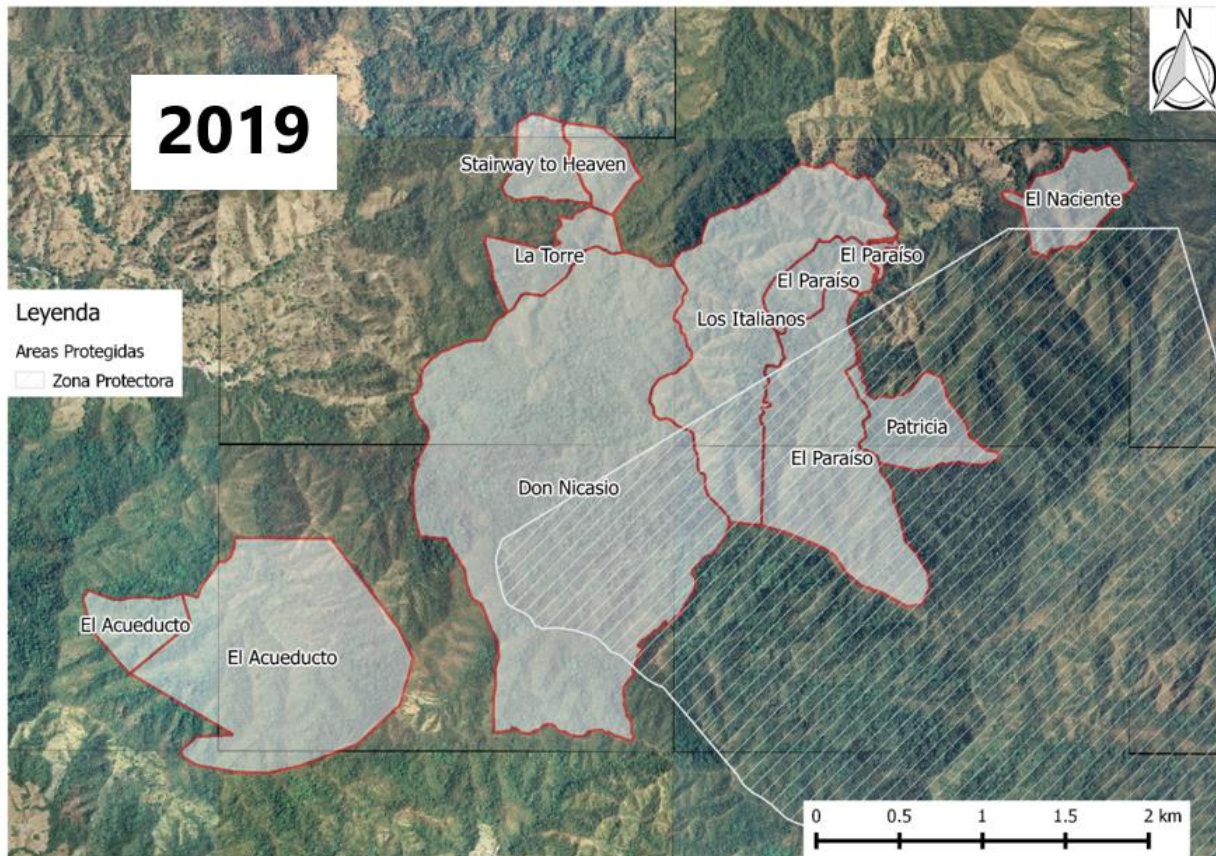 N
2019
Stairway to Heaven
El Naciente
La Torre
El Paraíso
El Paraíso
Los Italianos
Leyenda
Areas Protegidas
Zona Protectora
Patricia
El Paraíso
Don Nicasio
El Acueducto
El Acueducto
0 0.5 1 1.5 2 km